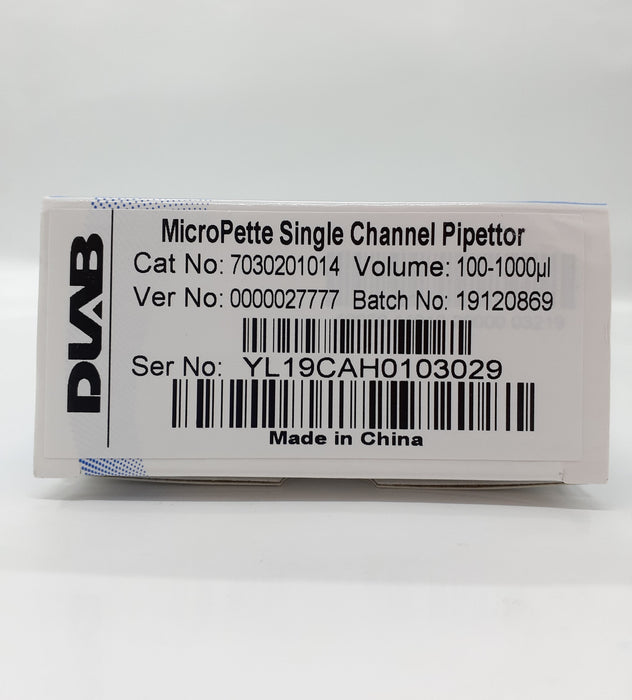 DLAB
MicroPette Single Channel Pipettor
Cat No: 7030201014 Volume: 100-1000µl
Ver No: 0000027777 Batch No: 19120869
Ser No: YL19CAH0103029
Made in China